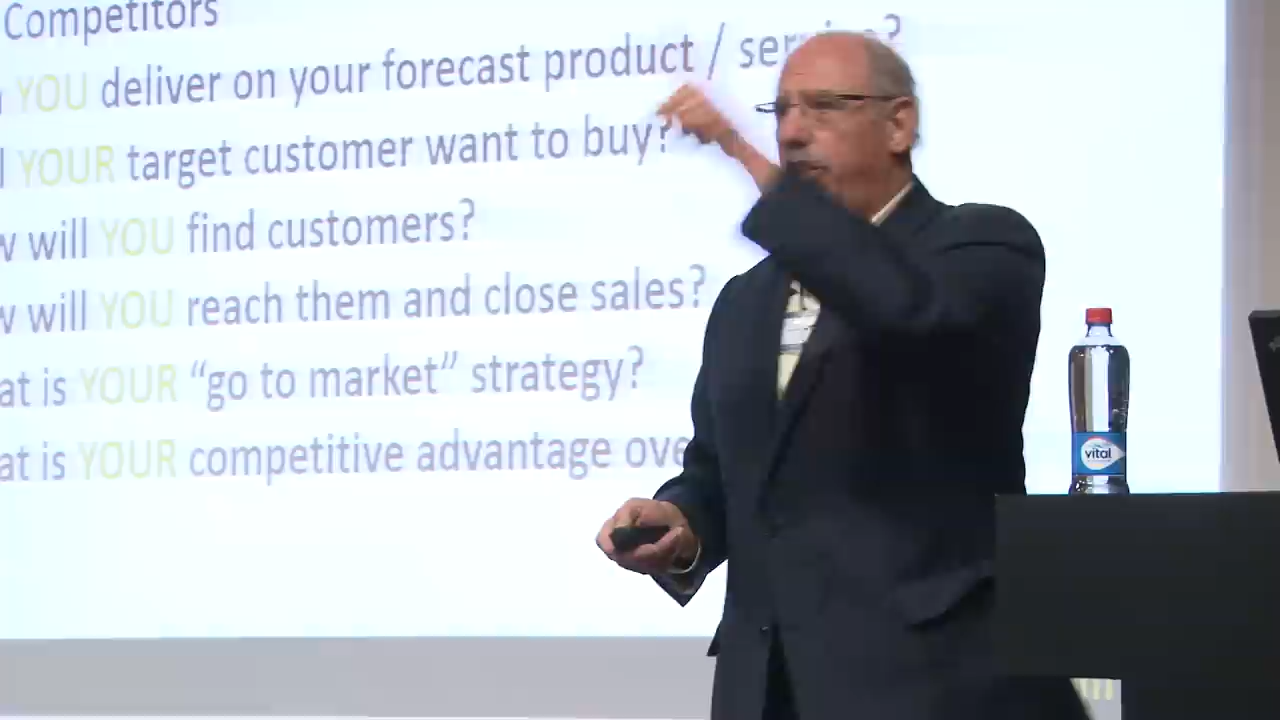 Competitors
YOU deliver on your forecast product / service?
YOUR target customer want to buy?
will YOU find customers?
will YOU reach them and close sales?
at is YOUR “go to market” strategy?
at is YOUR competitive advantage ove
vital